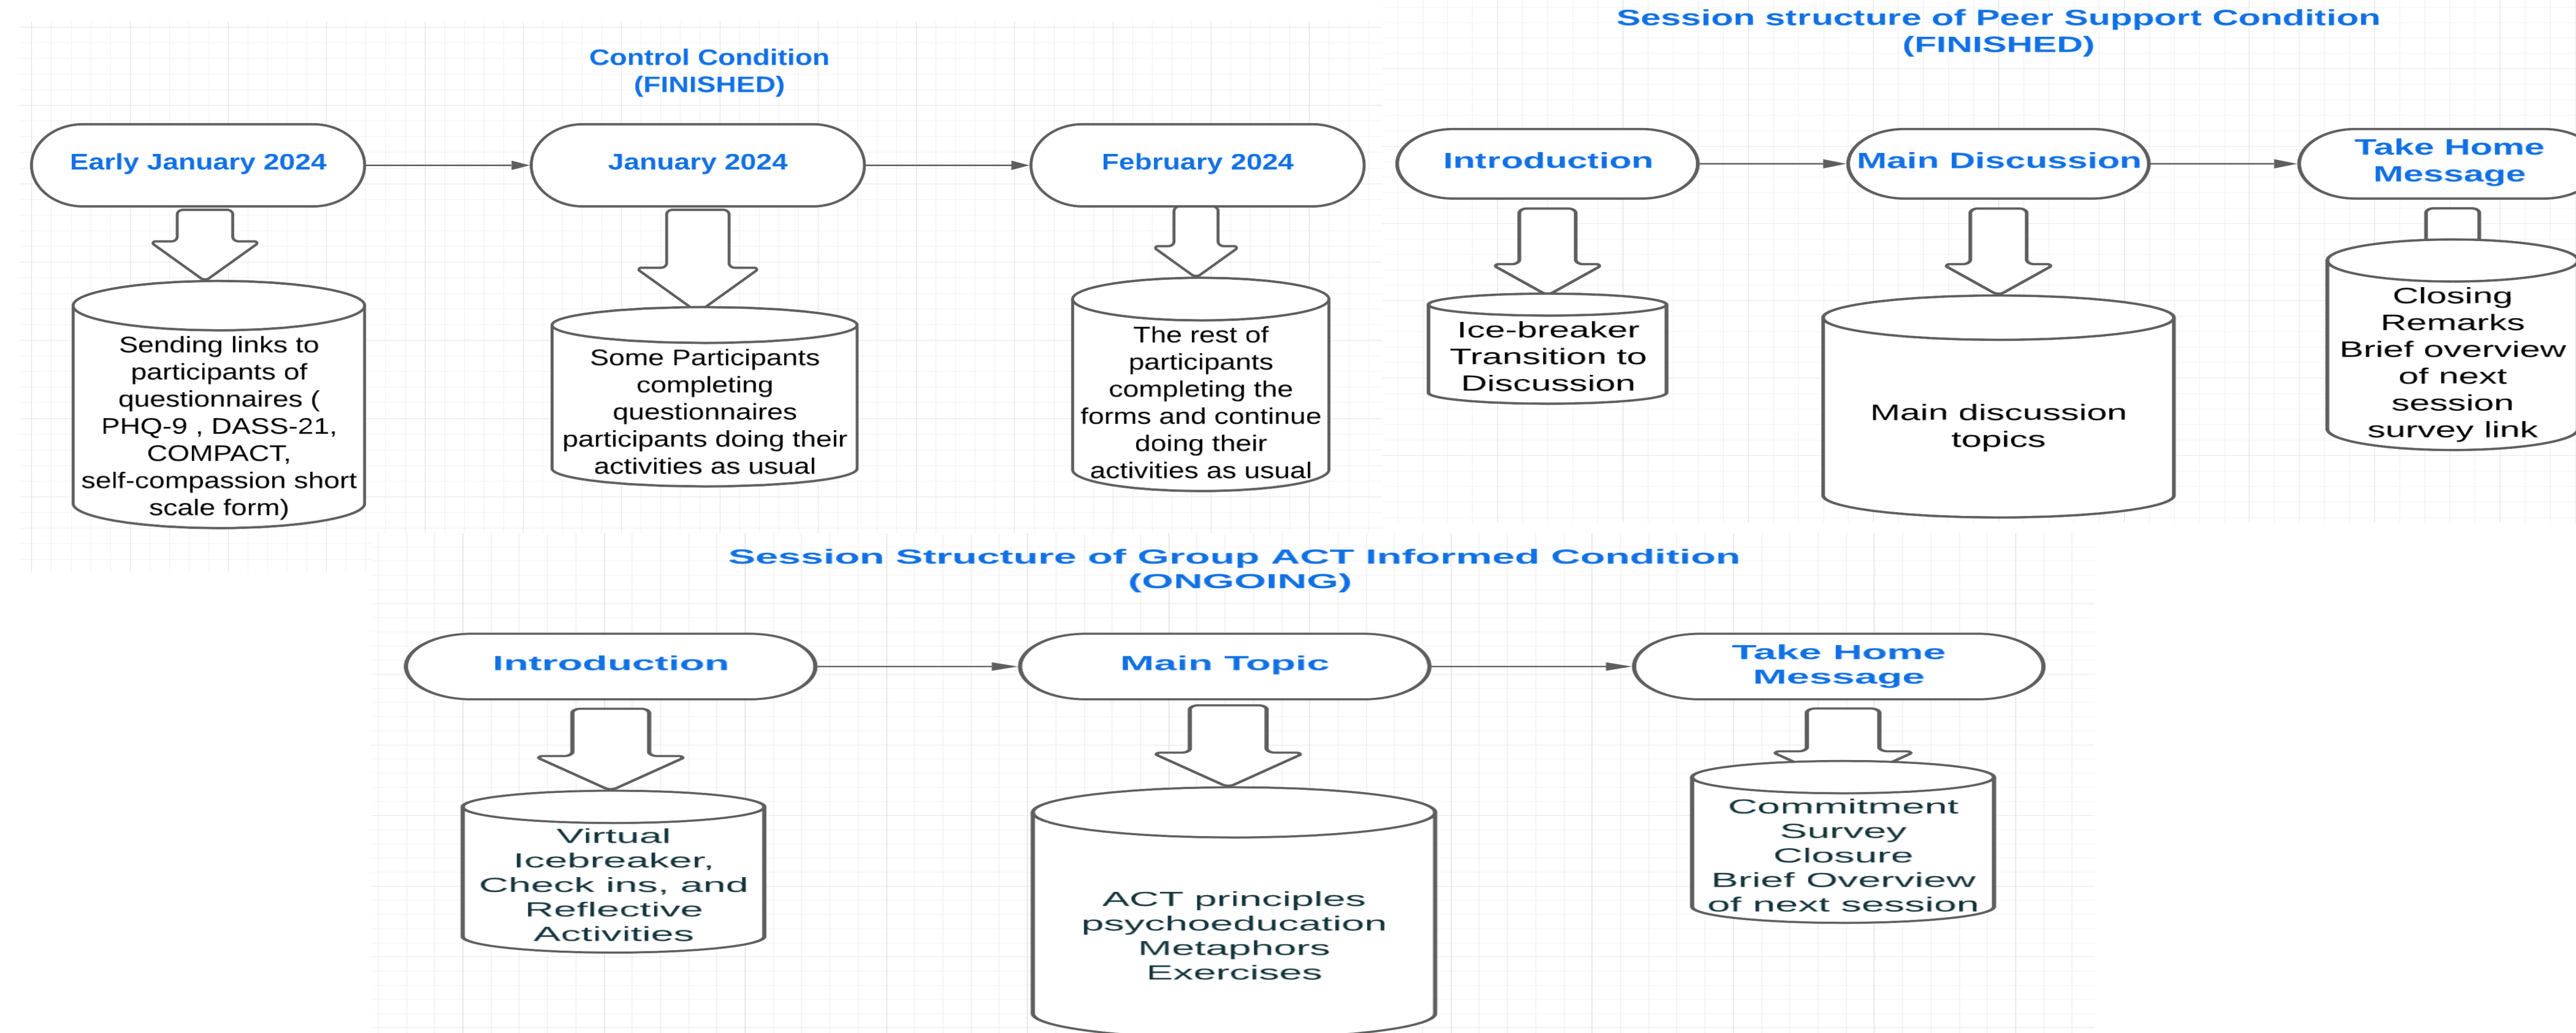 Control Condition
(FINISHED)
Early January 2024
January 2024
February 2024
Sending links to
participants of
questionnaires (
PHQ-9 , DASS-21,
COMPACT,
self-compassion short
scale form)
Some Participants
completing
questionnaires
participants doing their
activities as usual
The rest of
participants
completing the
forms and continue
doing their
activities as usual
Session structure of Peer Support Condition
(FINISHED)
Introduction
Main Discussion
Take Home
Message
Ice-breaker
Transition to
Discussion
Main discussion
topics
Closing
Remarks
Brief overview
of next
session
survey link
Session Structure of Group ACT Informed Condition
(ONGOING)
Introduction
Main Topic
Take Home
Message
Virtual
Icebreaker,
Check ins, and
Reflective
Activities
ACT principles
psychoeducation
Metaphors
Exercises
Commitment
Survey
Closure
Brief Overview
of next session